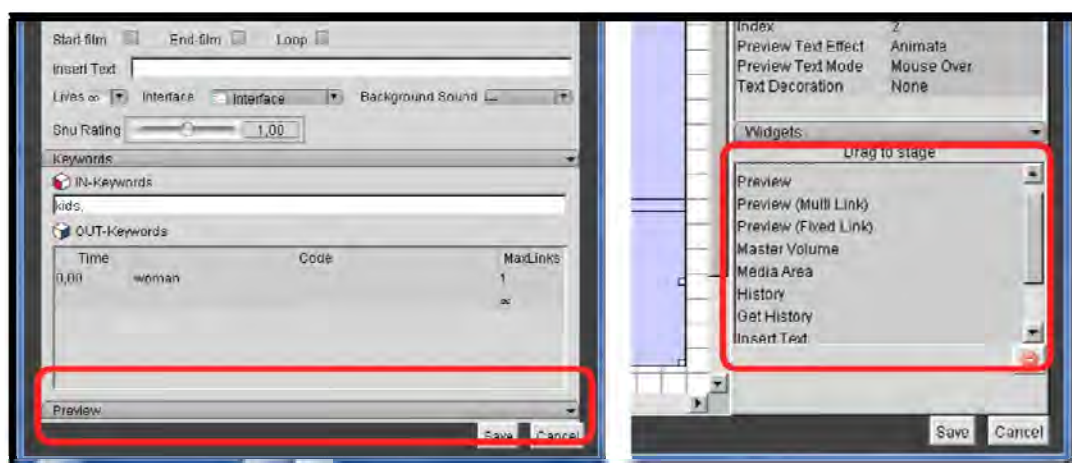 Start film End-film Loop
Insert Text
Lives ∞ Interface Interface Background Sound ...
Snu Rating 1,00
Keywords
IN-Keywords
kids,
OUT-Keywords
Time Code MaxLinks
0,00 woman 1
∞
Preview
Save Cancel
Index 2
Preview Text Effect Animate
Preview Text Mode Mouse Over
Text Decoration None
Widgets
Drag to stage
Preview
Preview (Multi Link)
Preview (Fixed Link)
Master Volume
Media Area
History
Get History
Insert Text
Save Cancel